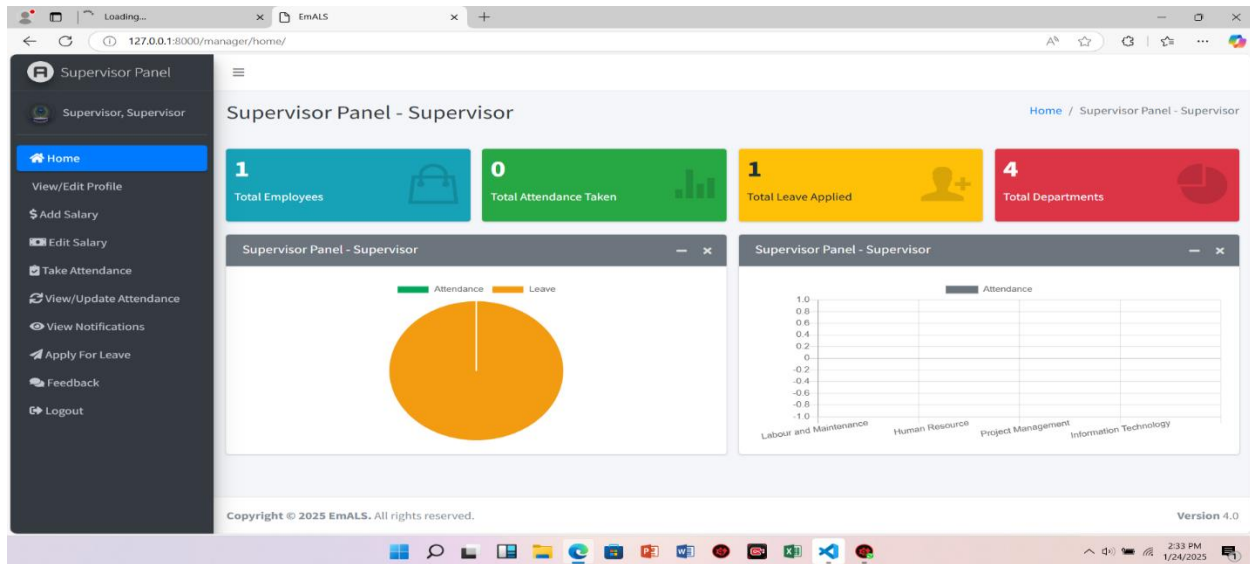 Loading...
EmALS
127.0.0.1:8000/manager/home/
Supervisor Panel
Supervisor, Supervisor
Home
View/Edit Profile
Add Salary
Edit Salary
Take Attendance
View/Update Attendance
View Notifications
Apply For Leave
Feedback
Logout
Supervisor Panel - Supervisor
Home / Supervisor Panel - Supervisor
1
Total Employees
0
Total Attendance Taken
1
Total Leave Applied
4
Total Departments
Supervisor Panel - Supervisor
Attendance Leave
Supervisor Panel - Supervisor
Attendance
1.0
0.8
0.6
0.4
0.2
0
-0.2
-0.4
-0.6
-0.8
-1.0
Labour and Maintenance
Human Resource
Project Management
Information Technology
Copyright © 2025 EmALS. All rights reserved.
Version 4.0
2:33 PM
1/24/2025